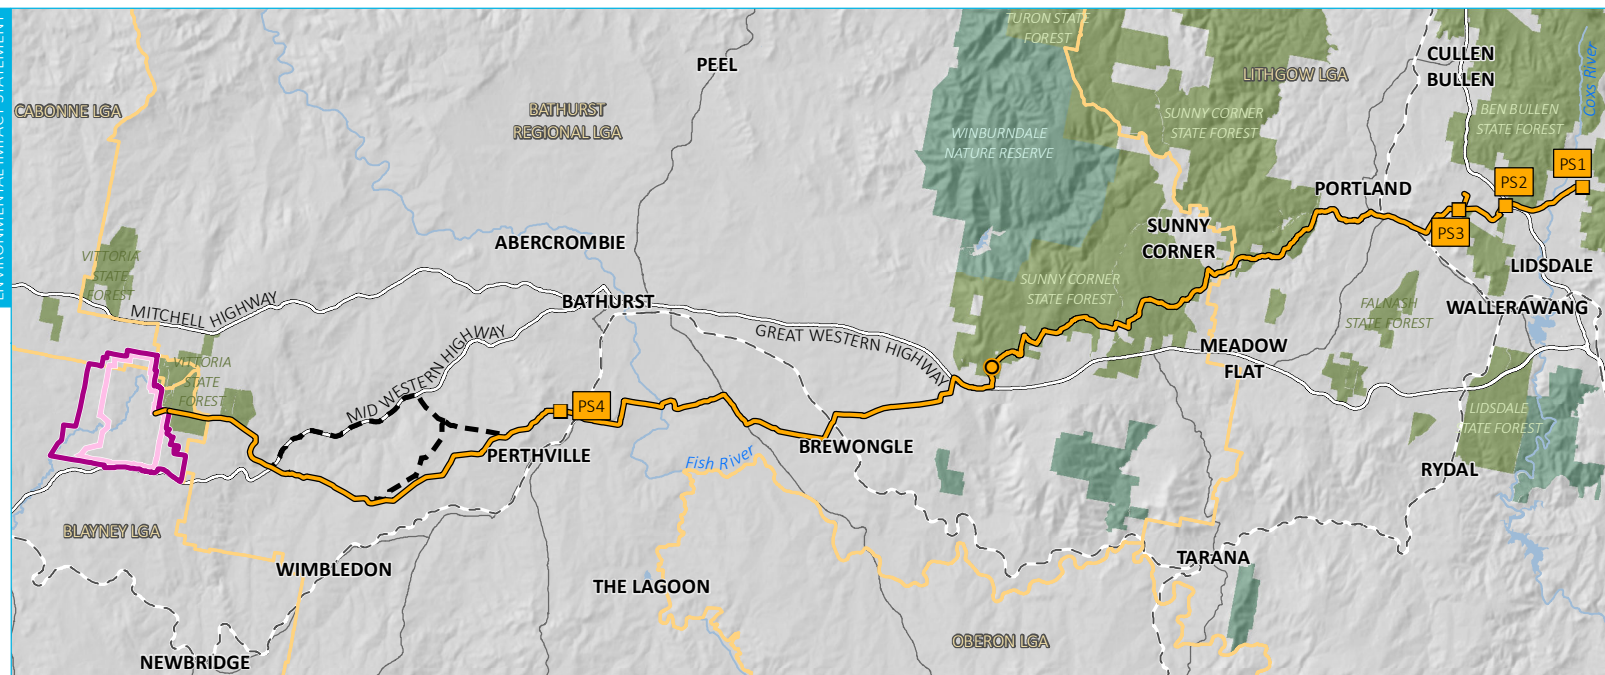 ENVIRONMENTAL IMPACT STATEMENT
TURON STATE
FOREST
CULLEN
BULLEN
PEEL
LITHGOW LGA
CABONNE LGA
BATHURST
REGIONAL LGA
Coxs River
SUNNY CORNER
STATE FOREST
BEN BULLEN
STATE FOREST
WINBURNDALE
NATURE RESERVE
PS1
PS2
PORTLAND
PS3
SUNNY
CORNER
ABERCROMBIE
VITTORIA
STATE
FOREST
LIDSDALE
SUNNY CORNER
STATE FOREST
BATHURST
MITCHELL HIGHWAY
FALNASH
STATE FOREST
WALLERAWANG
GREAT WESTERN HIGHWAY
MID WESTERN HIGHWAY
MEADOW
FLAT
VITTORIA
STATE
FOREST
PS4
LIDSDALE
STATE FOREST
PERTHVILLE
BREWONGLE
Fish River
RYDAL
BLAYNEY LGA
WIMBLEDON
TARANA
THE LAGOON
OBERON LGA
NEWBRIDGE